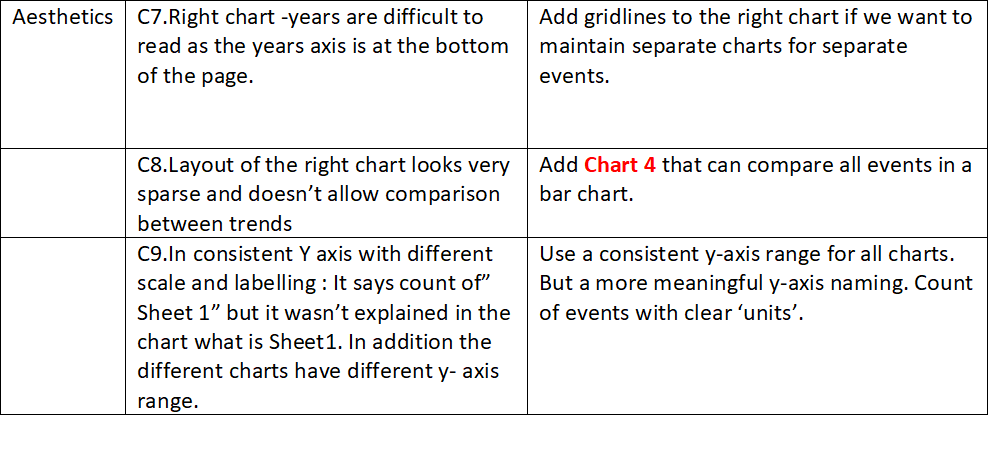 Aesthetics
C7.Right chart -years are difficult to
read as the years axis is at the bottom
of the page.
Add gridlines to the right chart if we want to
maintain separate charts for separate
events.
C8.Layout of the right chart looks very
sparse and doesn’t allow comparison
between trends
Add Chart 4 that can compare all events in a
bar chart.
C9.In consistent Y axis with different
scale and labelling : It says count of”
Sheet 1” but it wasn’t explained in the
chart what is Sheet1. In addition the
different charts have different y- axis
range.
Use a consistent y-axis range for all charts.
But a more meaningful y-axis naming. Count
of events with clear ‘units’.